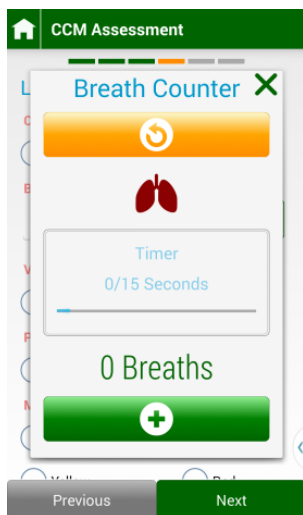 CCM Assessment
Breath Counter
Timer
0/15 Seconds
0 Breaths
Previous
Next